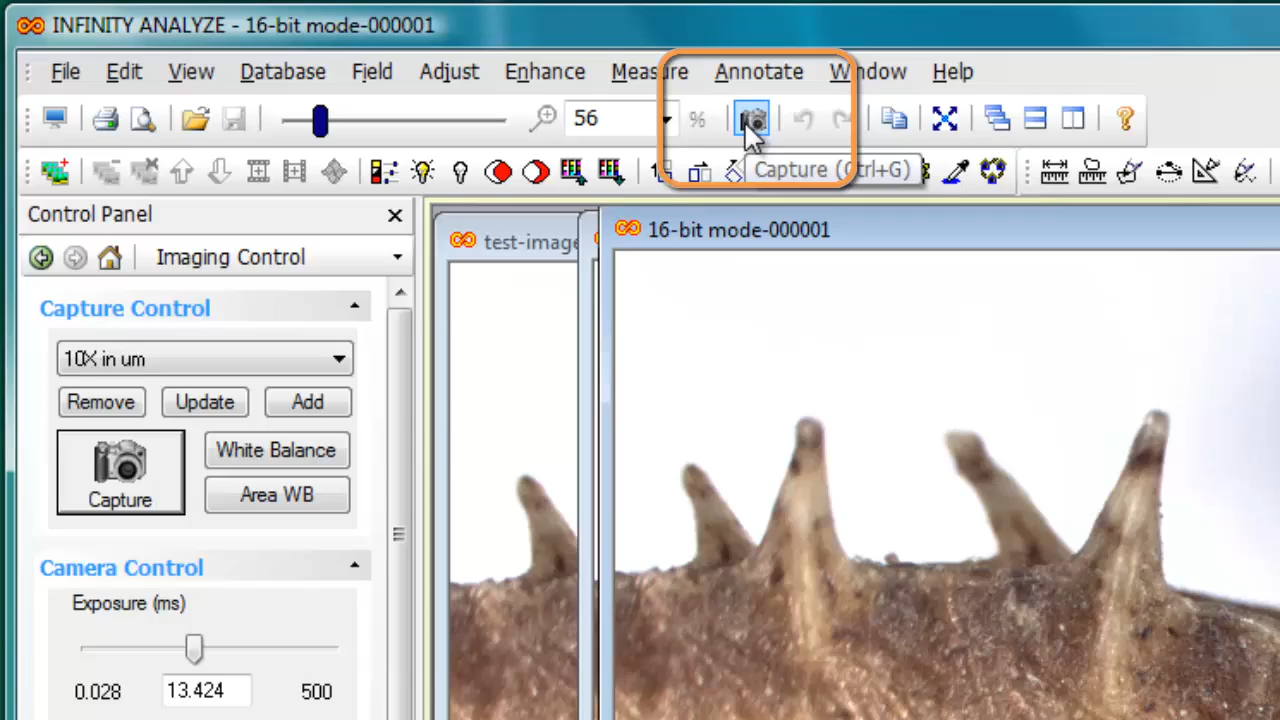 INFINITY ANALYZE - 16-bit mode-000001
File Edit View Database Field Adjust Enhance Measure Annotate Window Help
56 %
Capture (Ctrl+G)
Control Panel
Imaging Control
Capture Control
10X in um
Remove Update Add
Capture
White Balance
Area WB
Camera Control
Exposure (ms)
0.028 13.424 500
test-image
16-bit mode-000001